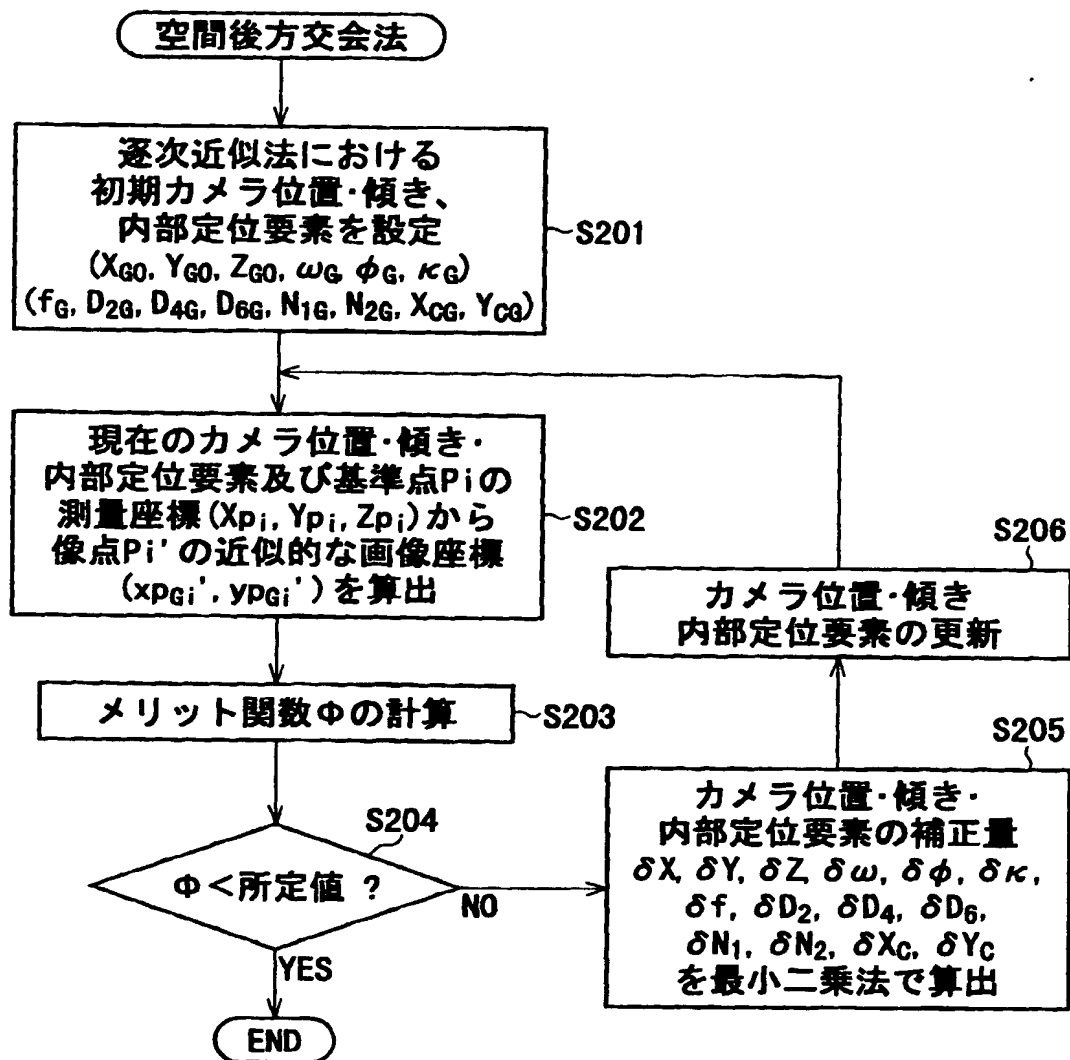 空間後方交会法
逐次近似法における
初期カメラ位置・傾き、
内部定位要素を設定
(XGO, YGO, ZGO, ωG, φG, κG)
(fG, D2G, D4G, D6G, N1G, N2G, XCG, YCG)
S201
現在のカメラ位置・傾き・
内部定位要素及び基準点Piの
測量座標(Xpi, Ypi, Zpi)から
像点Pi'の近似的な画像座標
(xpGi', ypGi')を算出
S202
メリット関数Φの計算
S203
S204
Φ<所定値 ?
NO
YES
END
S205
カメラ位置・傾き・
内部定位要素の補正量
δX, δY, δZ, δω, δφ, δκ,
δf, δD2, δD4, δD6,
δN1, δN2, δXC, δYC
を最小二乗法で算出
S206
カメラ位置・傾き
内部定位要素の更新